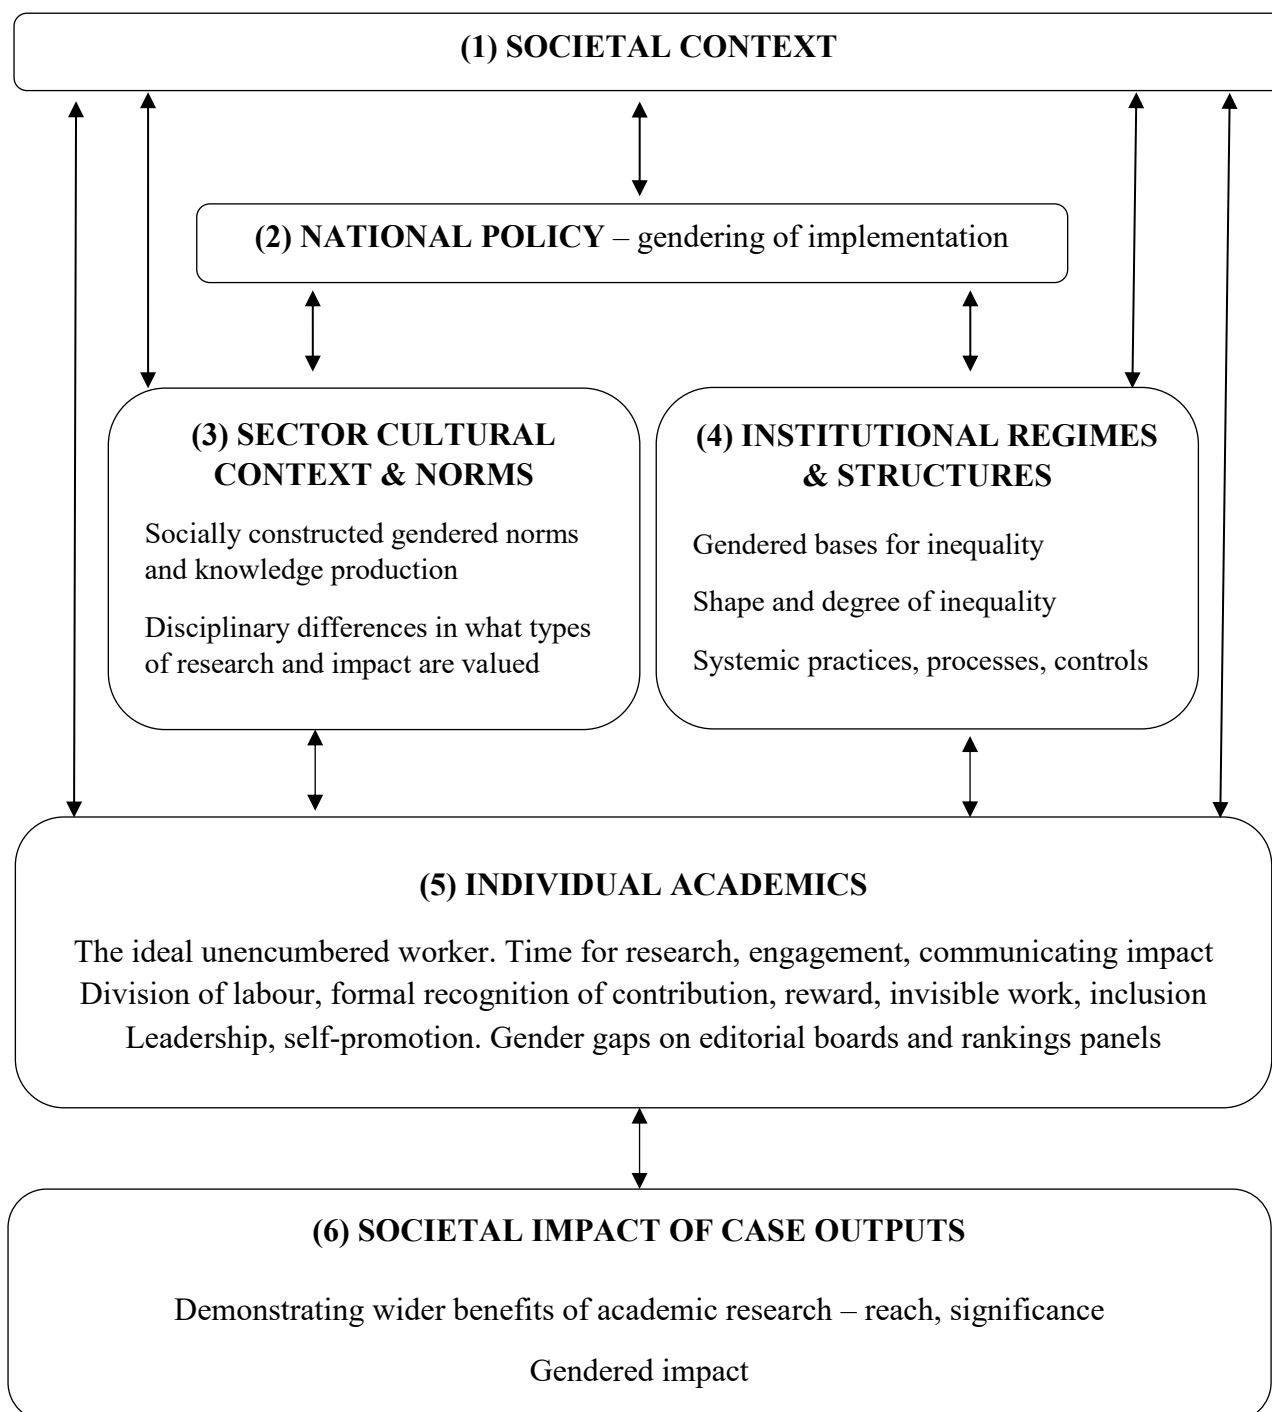 (1) SOCIETAL CONTEXT
(2) NATIONAL POLICY – gendering of implementation
(3) SECTOR CULTURAL
CONTEXT & NORMS
Socially constructed gendered norms
and knowledge production
Disciplinary differences in what types
of research and impact are valued
(4) INSTITUTIONAL REGIMES
& STRUCTURES
Gendered bases for inequality
Shape and degree of inequality
Systemic practices, processes, controls
(5) INDIVIDUAL ACADEMICS
The ideal unencumbered worker. Time for research, engagement, communicating impact
Division of labour, formal recognition of contribution, reward, invisible work, inclusion
Leadership, self-promotion. Gender gaps on editorial boards and rankings panels
(6) SOCIETAL IMPACT OF CASE OUTPUTS
Demonstrating wider benefits of academic research – reach, significance
Gendered impact